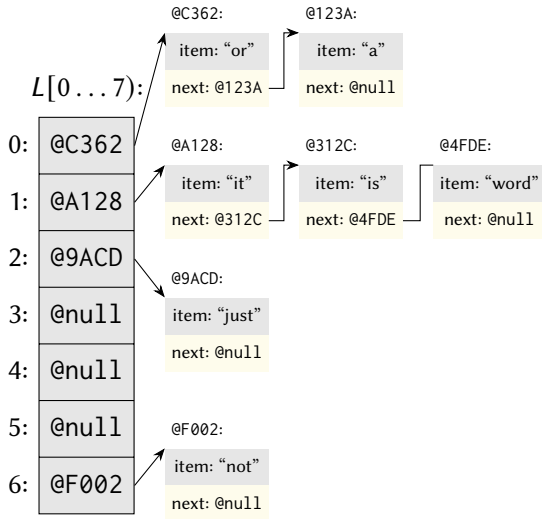 @C362: @123A:
item: “or” item: “a”
L[0 … 7): next: @123A next: @null
0: @C362 @A128: @312C: @4FDE:
item: “it” item: “is” item: “word”
1: @A128 next: @312C next: @4FDE next: @null
2: @9ACD @9ACD:
3: @null item: “just”
next: @null
4: @null
5: @null @F002:
item: “not”
6: @F002 next: @null